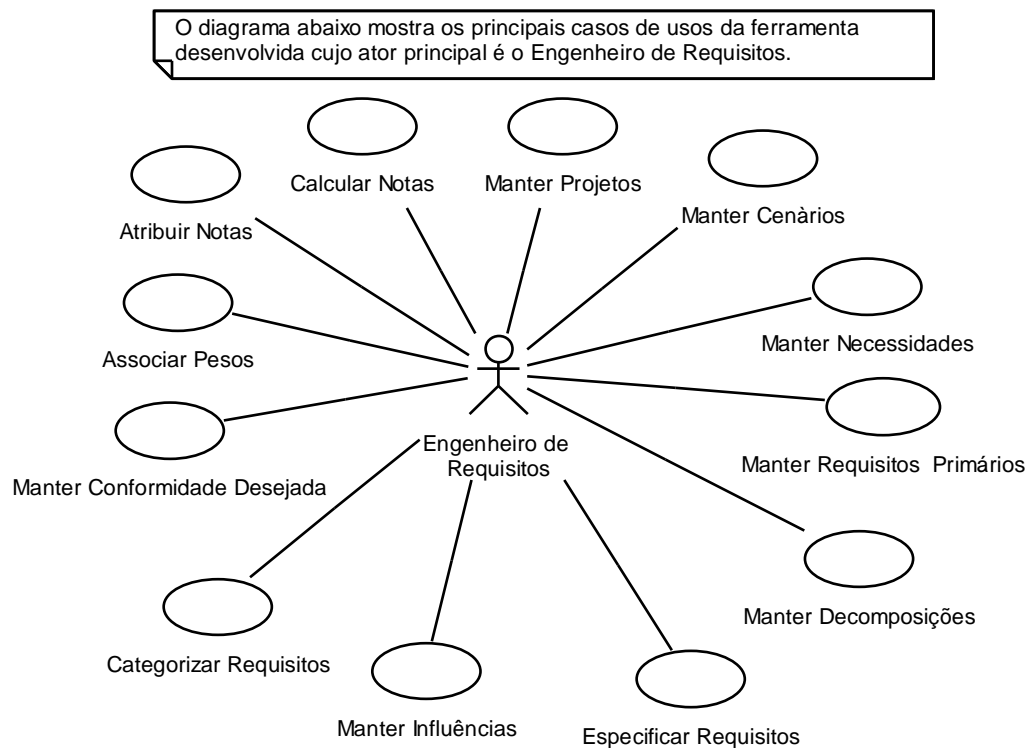 O diagrama abaixo mostra os principais casos de usos da ferramenta
desenvolvida cujo ator principal é o Engenheiro de Requisitos.
Calcular Notas
Manter Projetos
Manter Cenàrios
Atribuir Notas
Manter Necessidades
Associar Pesos
Engenheiro de
Requisitos
Manter Requisitos Primários
Manter Conformidade Desejada
Manter Decomposições
Categorizar Requisitos
Manter Influências
Especificar Requisitos